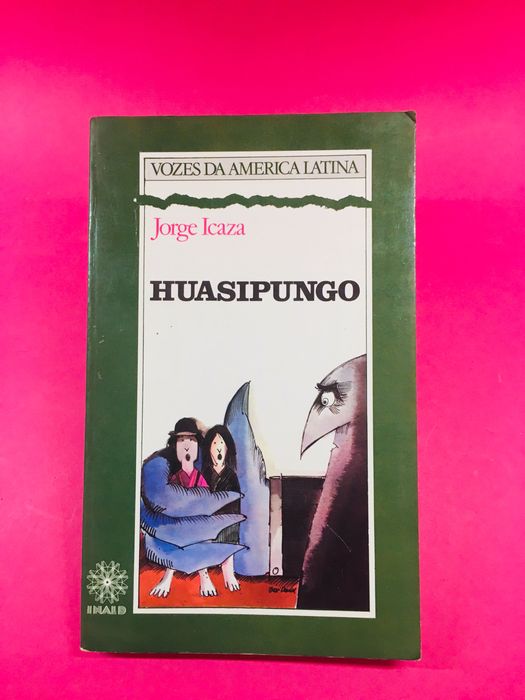 VOZES DA AMERICA LATINA
Jorge Icaza
HUASIPUNGO
INALD